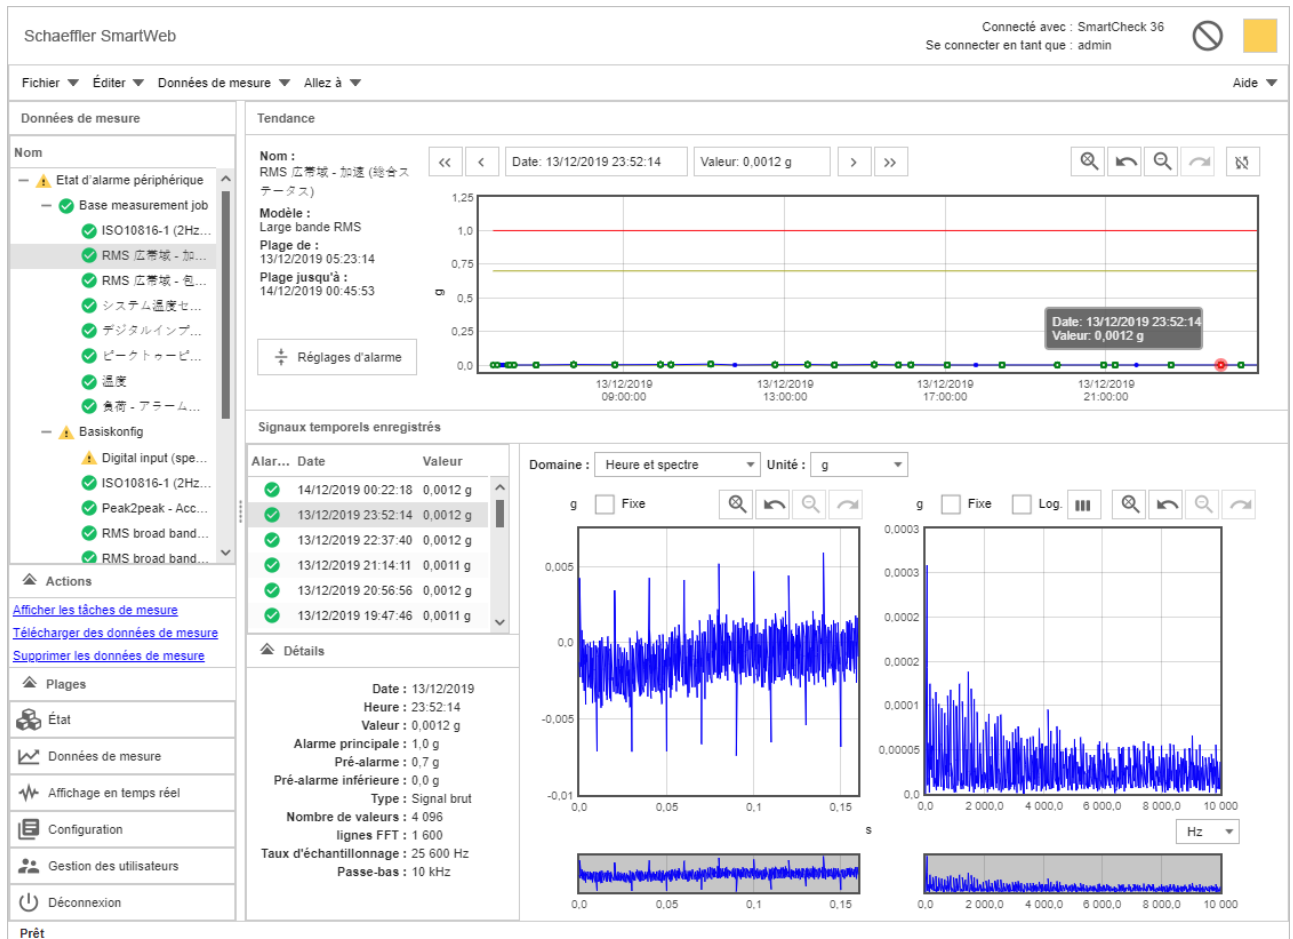 Schaeffler SmartWeb
Connecté avec : SmartCheck 36
Se connecter en tant que : admin
Fichier Éditer Données de mesure Allez à Aide
Données de mesure
Nom
Etat d'alarme périphérique
Base measurement job
ISO10816-1 (2Hz...
RMS 広帯域 - 加...
RMS 広帯域 - 包...
システム温度セ...
デジタルインプ...
ピークトゥーピ...
温度
負荷 - アラーム...
Basiskonfig
Digital input (spe...
ISO10816-1 (2Hz...
Peak2peak - Acc...
RMS broad band...
RMS broad band...
Actions
Afficher les tâches de mesure
Télécharger des données de mesure
Supprimer les données de mesure
Plages
État
Données de mesure
Affichage en temps réel
Configuration
Gestion des utilisateurs
Déconnexion
Prêt
Tendance
Nom :
RMS 広帯域 - 加速 (総合ス
テータス)
Modèle :
Large bande RMS
Plage de :
13/12/2019 05:23:14
Plage jusqu'à :
14/12/2019 00:45:53
Réglages d'alarme
<< < Date: 13/12/2019 23:52:14 Valeur: 0,0012 g > >>
1,25
1,0
0,75
0,5
0,25
0,0
g
Date: 13/12/2019 23:52:14
Valeur: 0,0012 g
13/12/2019 13/12/2019 13/12/2019 13/12/2019
09:00:00 13:00:00 17:00:00 21:00:00
Signaux temporels enregistrés
Alar... Date Valeur
14/12/2019 00:22:18 0,0012 g
13/12/2019 23:52:14 0,0012 g
13/12/2019 22:37:40 0,0012 g
13/12/2019 21:14:11 0,0011 g
13/12/2019 20:56:56 0,0012 g
13/12/2019 19:47:46 0,0011 g
Détails
Date : 13/12/2019
Heure : 23:52:14
Valeur : 0,0012 g
Alarme principale : 1,0 g
Pré-alarme : 0,7 g
Pré-alarme inférieure : 0,0 g
Type : Signal brut
Nombre de valeurs : 4 096
lignes FFT : 1 600
Taux d'échantillonnage : 25 600 Hz
Passe-bas : 10 kHz
Domaine : Heure et spectre Unité : g
g Fixe
0,005
0,0
-0,005
-0,01
0,0 0,05 0,1 0,15
s
0,0 0,05 0,1 0,15
g Fixe Log.
0,0003
0,0003
0,0002
0,0002
0,0001
0,00005
0,0
0,0 2 000,0 4 000,0 6 000,0 8 000,0 10 000
Hz
0,0 2 000,0 4 000,0 6 000,0 8 000,0 10 000